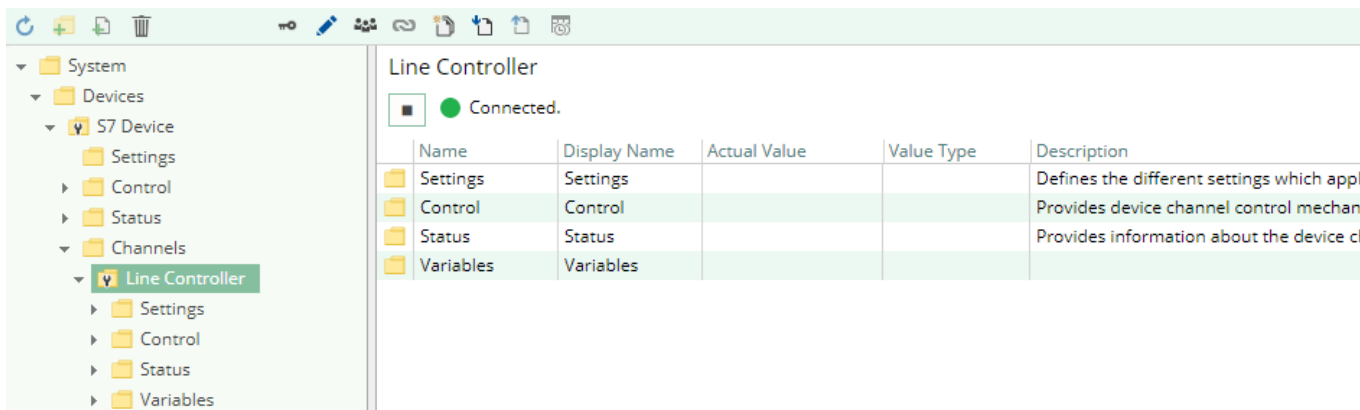 System
Devices
S7 Device
Settings
Control
Status
Channels
Line Controller
Settings
Control
Status
Variables
Line Controller
Connected.
Name Display Name Actual Value Value Type Description
Settings Settings Defines the different settings which appl
Control Control Provides device channel control mechan
Status Status Provides information about the device cl
Variables Variables